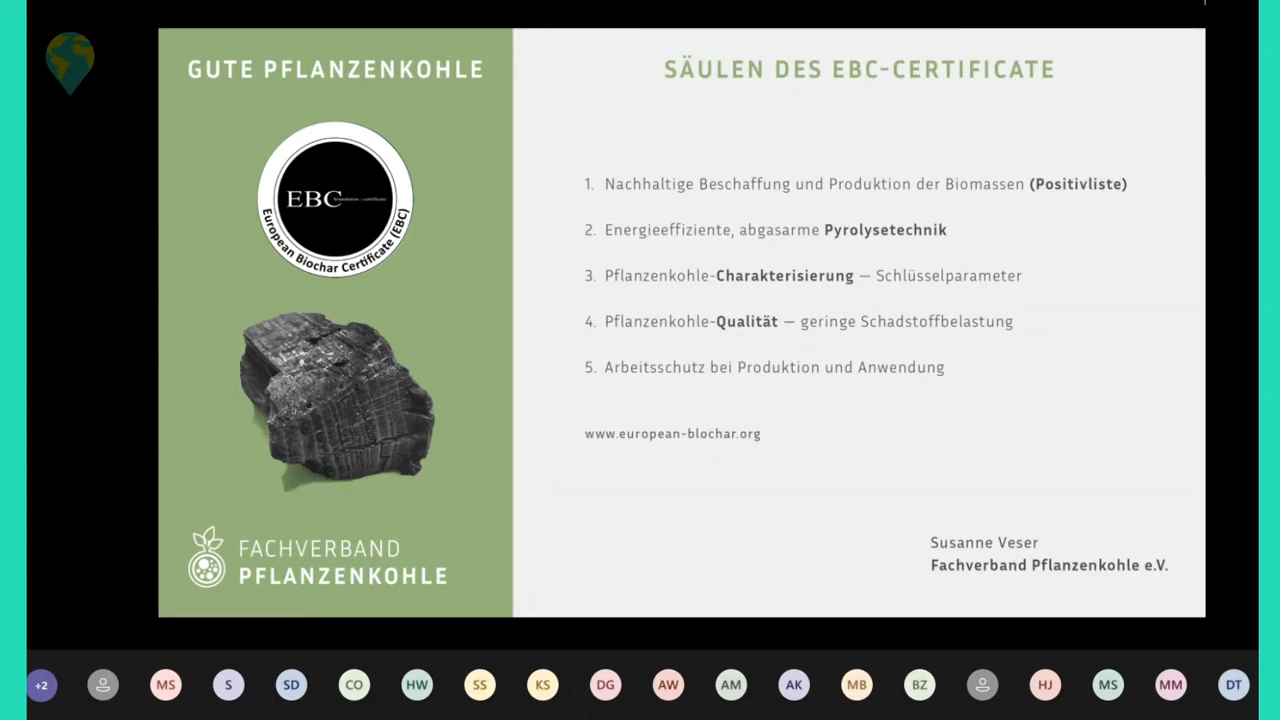 GUTE PFLANZENKOHLE
EBC foundation | certificate
European Biochar Certificate (EBC)
FACHVERBAND
PFLANZENKOHLE
SÄULEN DES EBC-CERTIFICATE
1. Nachhaltige Beschaffung und Produktion der Biomassen (Positivliste)
2. Energieeffiziente, abgasarme Pyrolysetechnik
3. Pflanzenkohle-Charakterisierung — Schlüsselparameter
4. Pflanzenkohle-Qualität — geringe Schadstoffbelastung
5. Arbeitsschutz bei Produktion und Anwendung
www.european-blochar.org
Susanne Veser
Fachverband Pflanzenkohle e.V.
+2 MS S SD CO HW SS KS DG AW AM AK MB BZ HJ MS MM DT